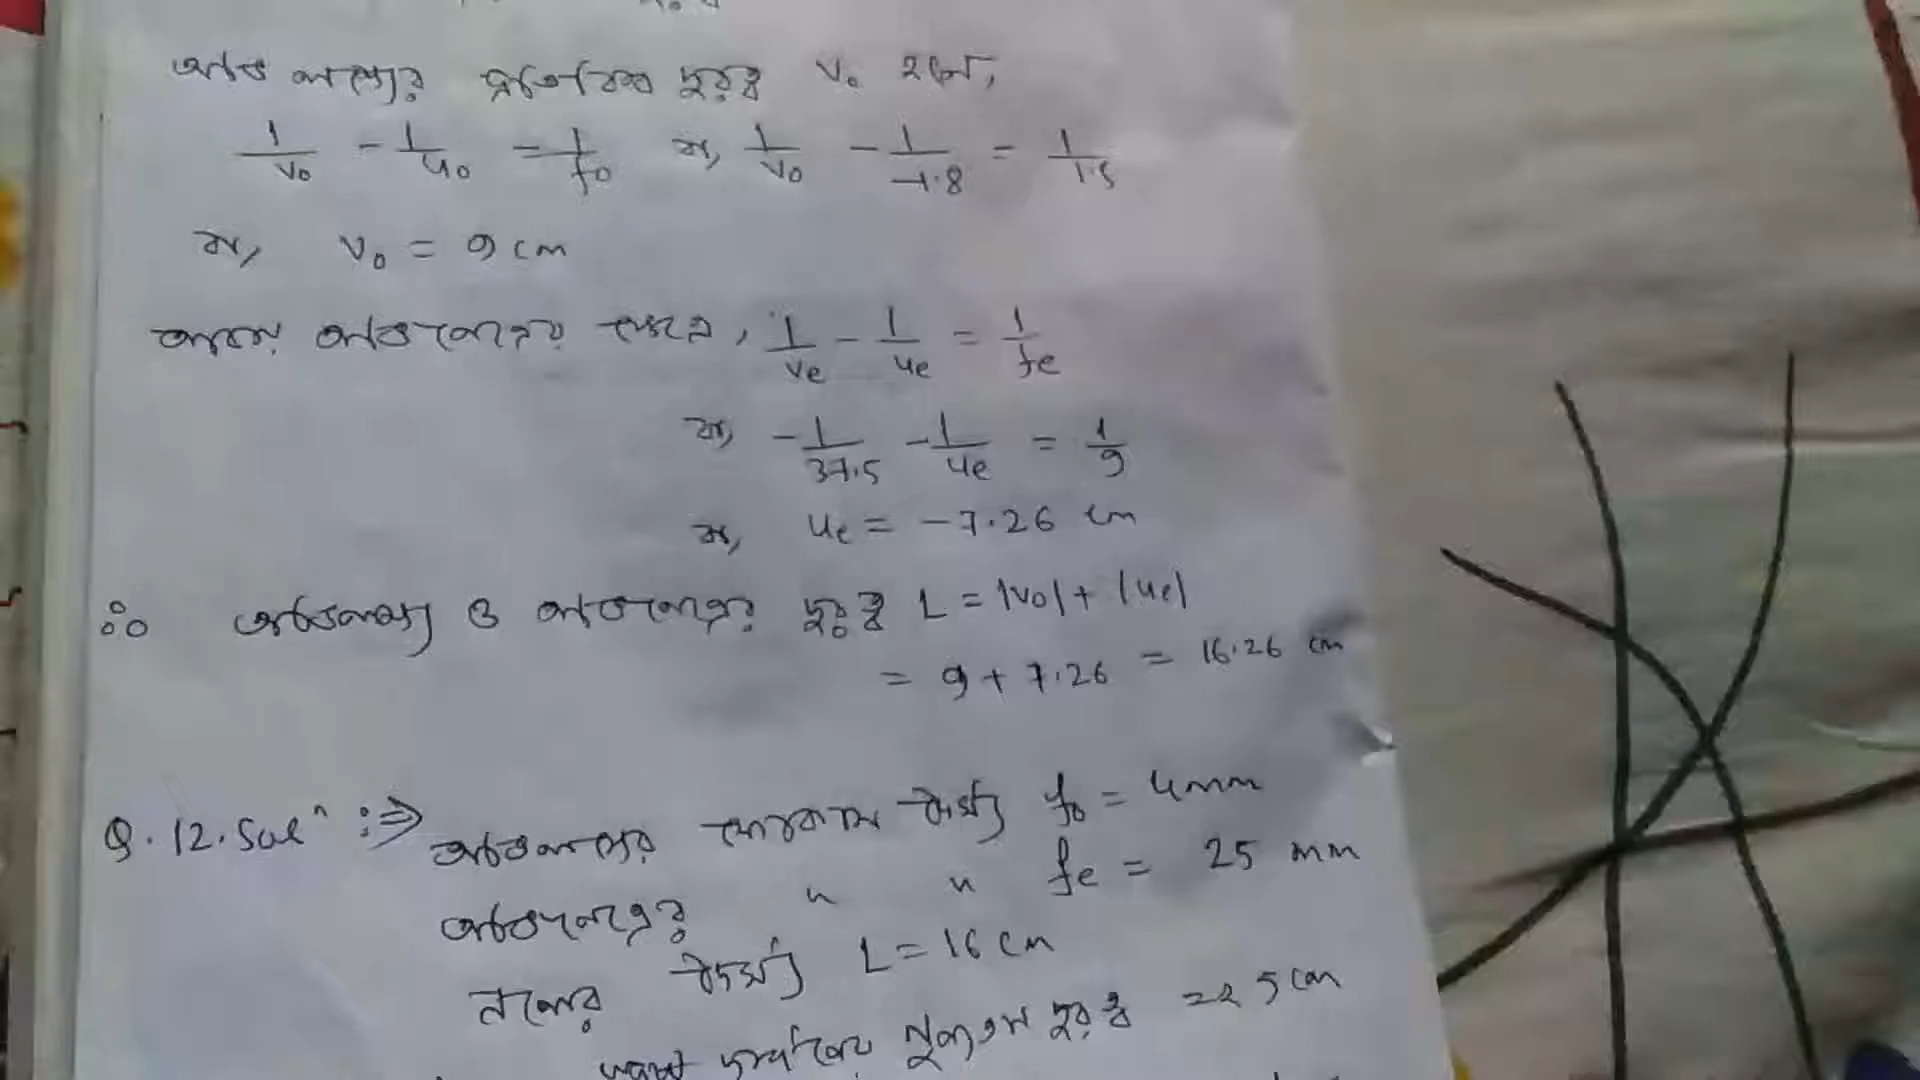 অভিলক্ষ্যের প্রতিবিম্ব দূরত্ব v₀ হলে,
1/v₀ - 1/u₀ = 1/f₀ বা, 1/v₀ - 1/-1.8 = 1/1.5
বা, v₀ = 9 cm
আবার অভিনেত্রের ক্ষেত্রে, 1/ve - 1/ue = 1/fe
বা, -1/37.5 - 1/ue = 1/9
বা, ue = -7.26 cm
∴ অভিলক্ষ্য ও অভিনেত্রের দূরত্ব L = |v₀| + |ue|
= 9 + 7.26 = 16.26 cm
Q.12.Solⁿ :⇒ অভিলক্ষ্যের ফোকাস দৈর্ঘ্য f₀ = 4mm
অভিনেত্রের " " fe = 25 mm
নলের দৈর্ঘ্য L = 16 cm
স্পষ্ট দর্শনের ন্যূনতম দূরত্ব = 25 cm